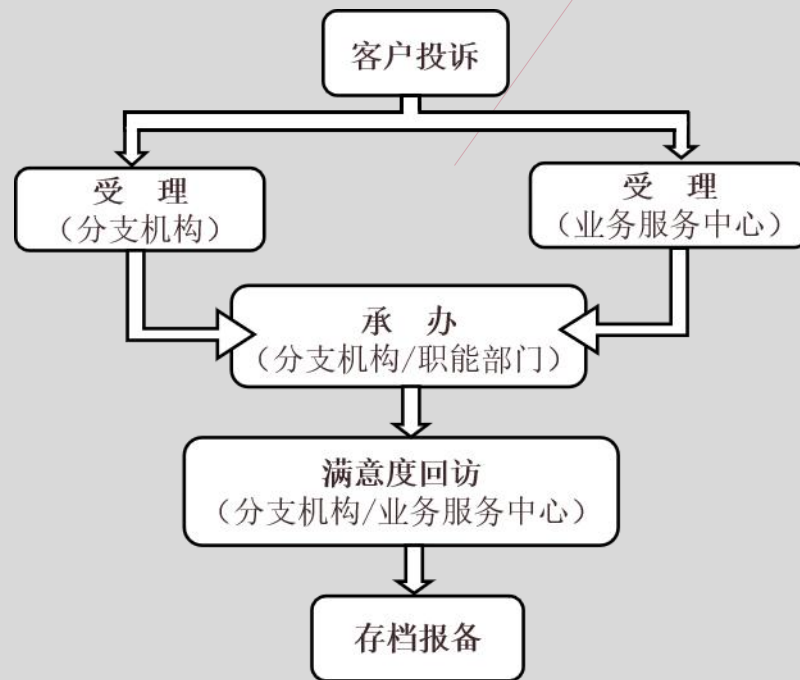 客户投诉
受　理
（分支机构）
受　理
（业务服务中心）
承　办
（分支机构/职能部门）
满意度回访
（分支机构/业务服务中心）
存档报备